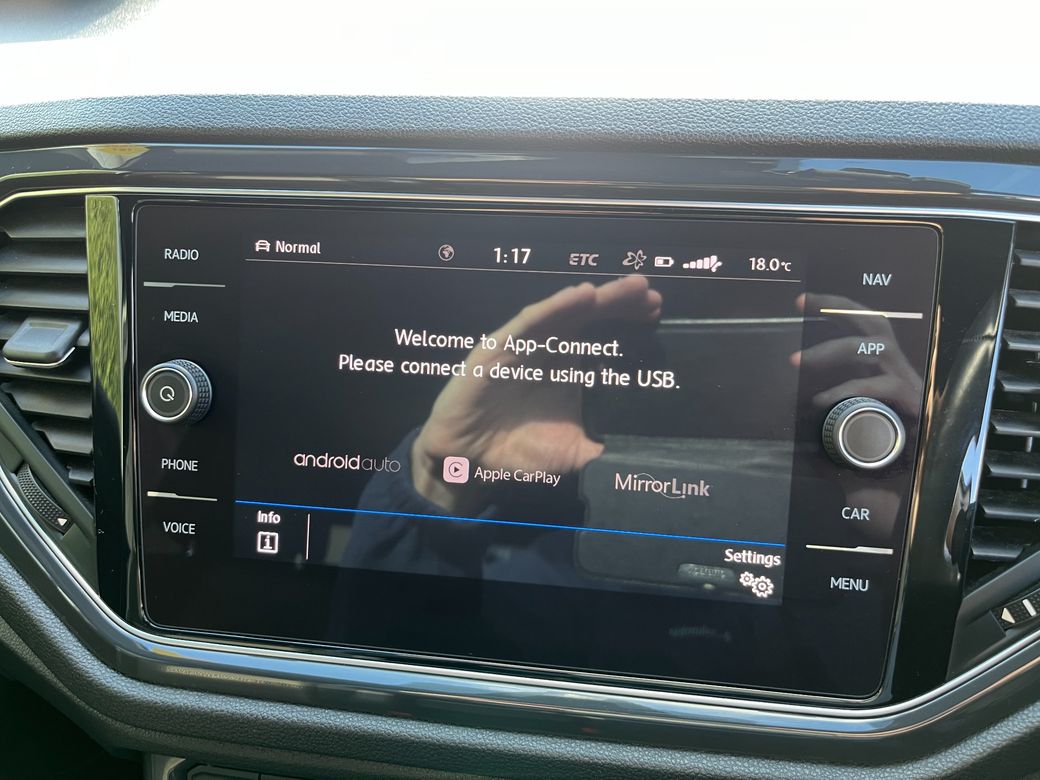 RADIO
MEDIA
PHONE
VOICE
Normal
1:17
ETC
18.0°C
Welcome to App-Connect.
Please connect a device using the USB.
androidauto
Apple CarPlay
MirrorLink
Info
i
Settings
NAV
APP
CAR
MENU